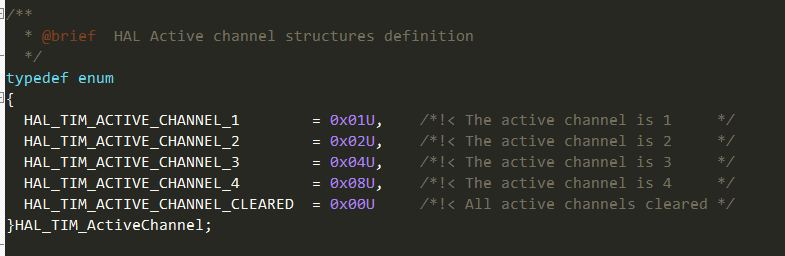 /**
  * @brief  HAL Active channel structures definition
  */
typedef enum
{
  HAL_TIM_ACTIVE_CHANNEL_1        = 0x01U,    /*!< The active channel is 1     */
  HAL_TIM_ACTIVE_CHANNEL_2        = 0x02U,    /*!< The active channel is 2     */
  HAL_TIM_ACTIVE_CHANNEL_3        = 0x04U,    /*!< The active channel is 3     */
  HAL_TIM_ACTIVE_CHANNEL_4        = 0x08U,    /*!< The active channel is 4     */
  HAL_TIM_ACTIVE_CHANNEL_CLEARED  = 0x00U     /*!< All active channels cleared */
}HAL_TIM_ActiveChannel;